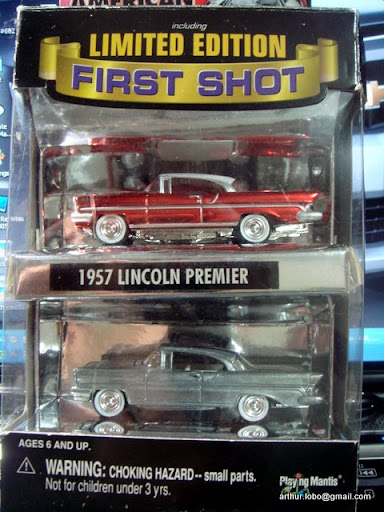 AMERICAN
including
LIMITED EDITION
FIRST SHOT
1957 LINCOLN PREMIER
AGES 6 AND UP.
WARNING: CHOKING HAZARD-- small parts.
Not for children under 3 yrs.
Playing Mantis
arthur.lobo@gmail.com